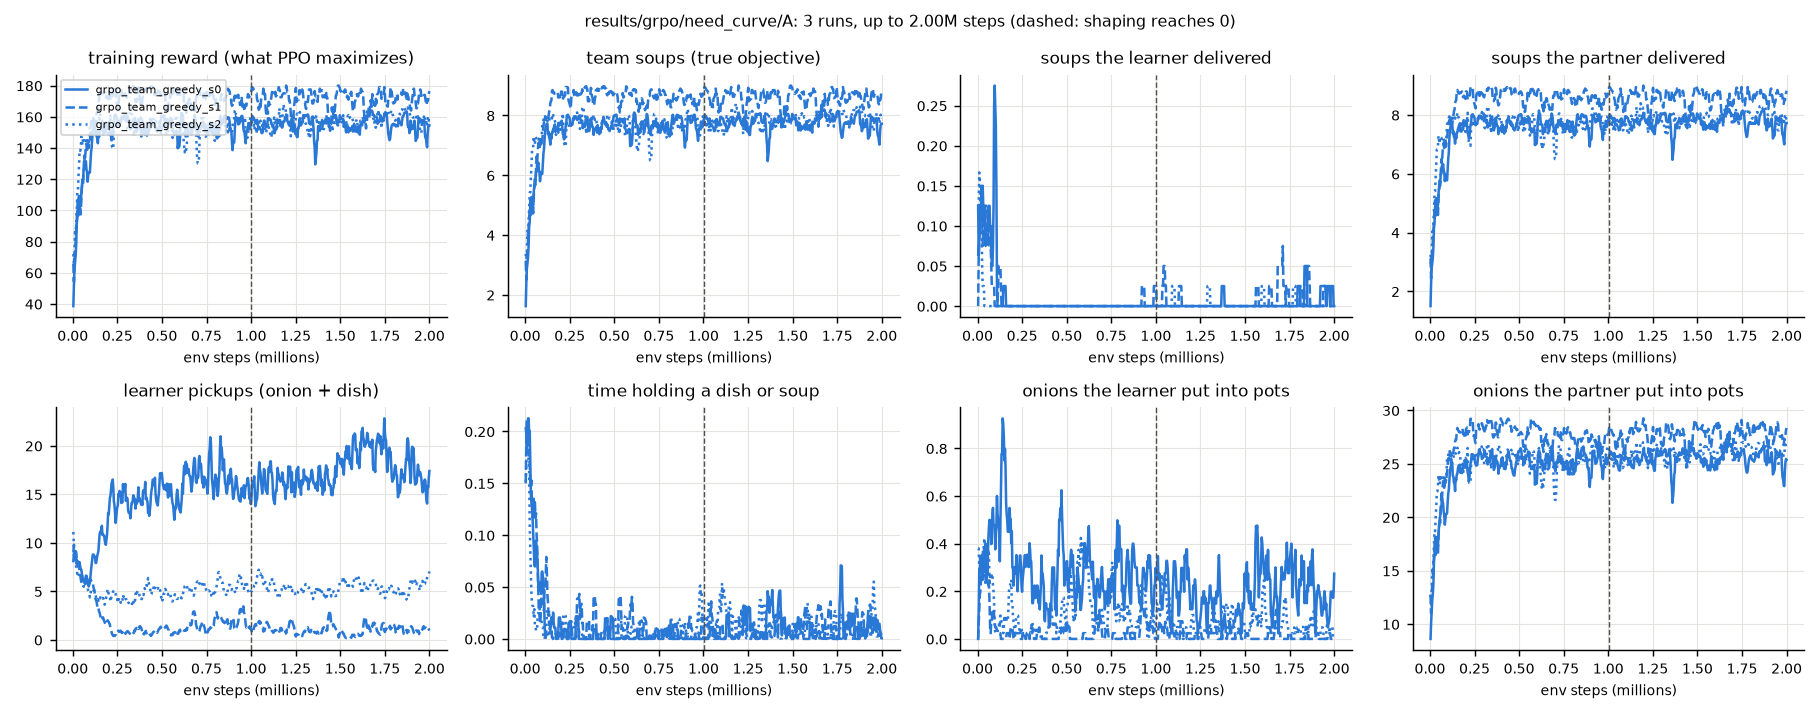 results/grpo/need_curve/A: 3 runs, up to 2.00M steps (dashed: shaping reaches 0)
training reward (what PPO maximizes)
180
160
140
120
100
80
60
40
grpo_team_greedy_s0
grpo_team_greedy_s1
grpo_team_greedy_s2
0.00 0.25 0.50 0.75 1.00 1.25 1.50 1.75 2.00
env steps (millions)
team soups (true objective)
8
6
4
2
0.00 0.25 0.50 0.75 1.00 1.25 1.50 1.75 2.00
env steps (millions)
soups the learner delivered
0.25
0.20
0.15
0.10
0.05
0.00
0.00 0.25 0.50 0.75 1.00 1.25 1.50 1.75 2.00
env steps (millions)
soups the partner delivered
8
6
4
2
0.00 0.25 0.50 0.75 1.00 1.25 1.50 1.75 2.00
env steps (millions)
learner pickups (onion + dish)
20
15
10
5
0
0.00 0.25 0.50 0.75 1.00 1.25 1.50 1.75 2.00
env steps (millions)
time holding a dish or soup
0.20
0.15
0.10
0.05
0.00
0.00 0.25 0.50 0.75 1.00 1.25 1.50 1.75 2.00
env steps (millions)
onions the learner put into pots
0.8
0.6
0.4
0.2
0.0
0.00 0.25 0.50 0.75 1.00 1.25 1.50 1.75 2.00
env steps (millions)
onions the partner put into pots
30
25
20
15
10
0.00 0.25 0.50 0.75 1.00 1.25 1.50 1.75 2.00
env steps (millions)